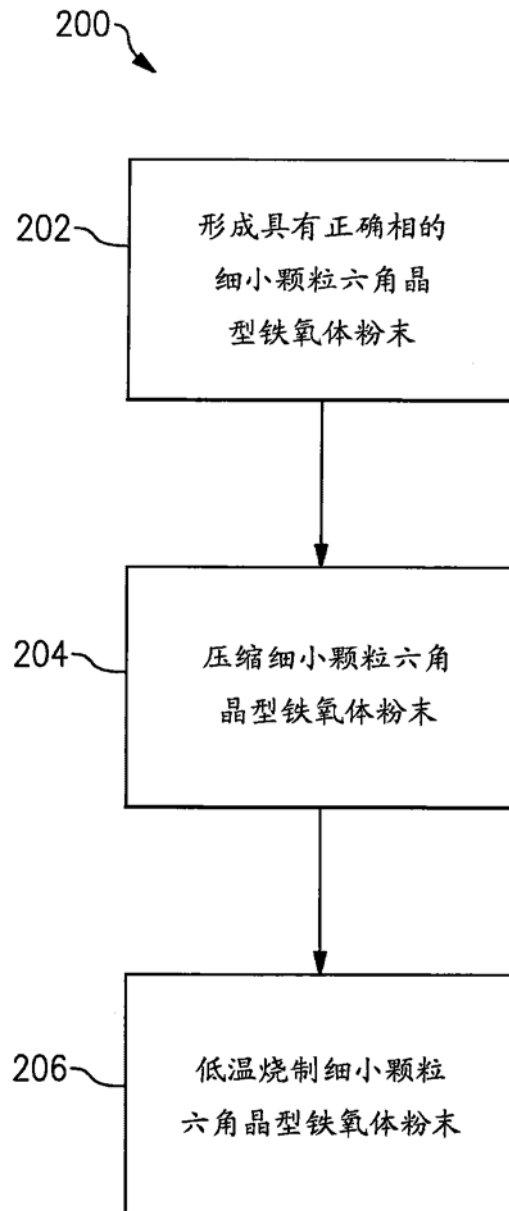 200
202
形成具有正确相的
细小颗粒六角晶
型铁氧体粉末
204
压缩细小颗粒六角
晶型铁氧体粉末
206
低温烧制细小颗粒
六角晶型铁氧体粉末